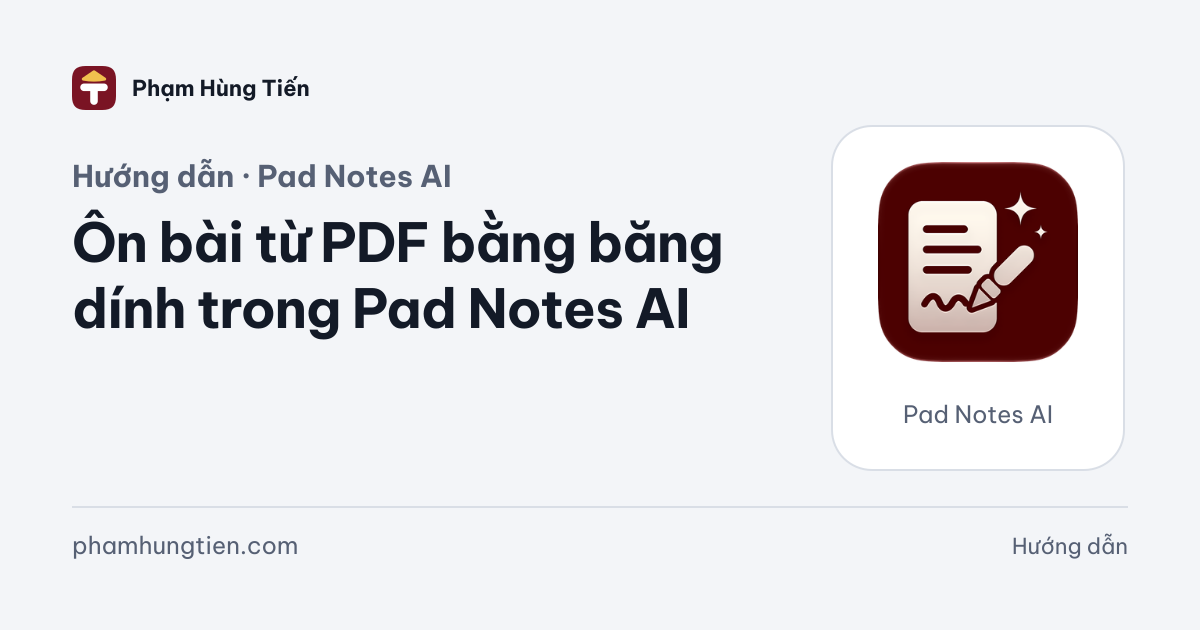 Phạm Hùng Tiến
Hướng dẫn · Pad Notes AI
Ôn bài từ PDF bằng băng
dính trong Pad Notes AI
Pad Notes AI
phamhungtien.com
Hướng dẫn